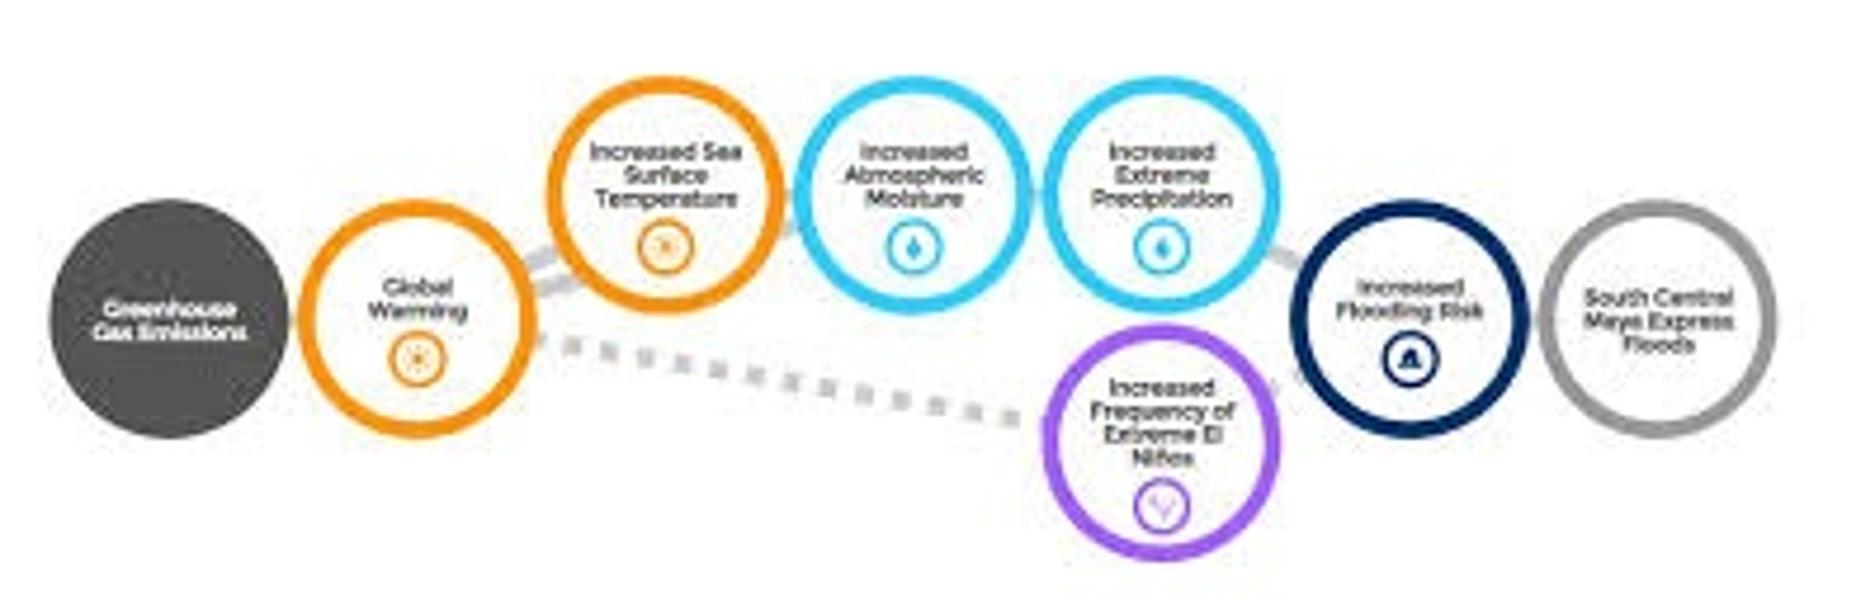 Greenhouse
Gas Emissions
Global
Warming
Increased Sea
Surface
Temperature
Increased
Atmospheric
Moisture
Increased
Extreme
Precipitation
Increased
Frequency of
Extreme El
Niños
Increased
Flooding Risk
South Central
Maya Express
Floods